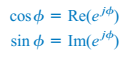 cos ϕ = Re(e^{jϕ})
sin ϕ = Im(e^{jϕ})